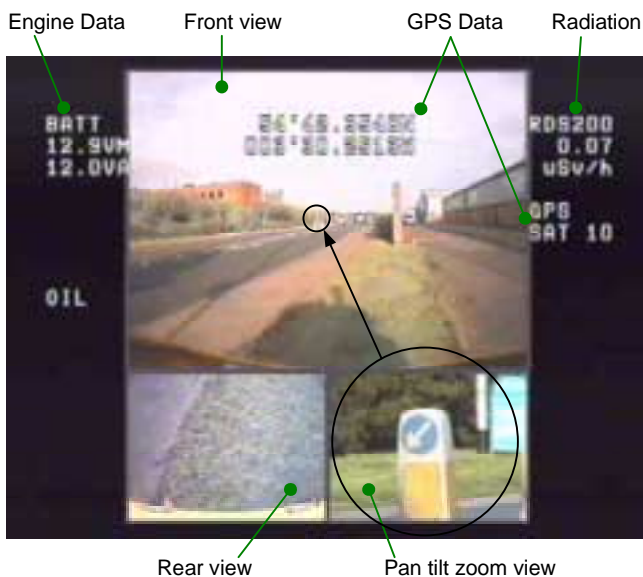 Engine Data Front view GPS Data Radiation
BATT
12.9VM
12.0VA
RDS200
0.07
uSv/h
GPS
SAT 10
OIL
Rear view Pan tilt zoom view